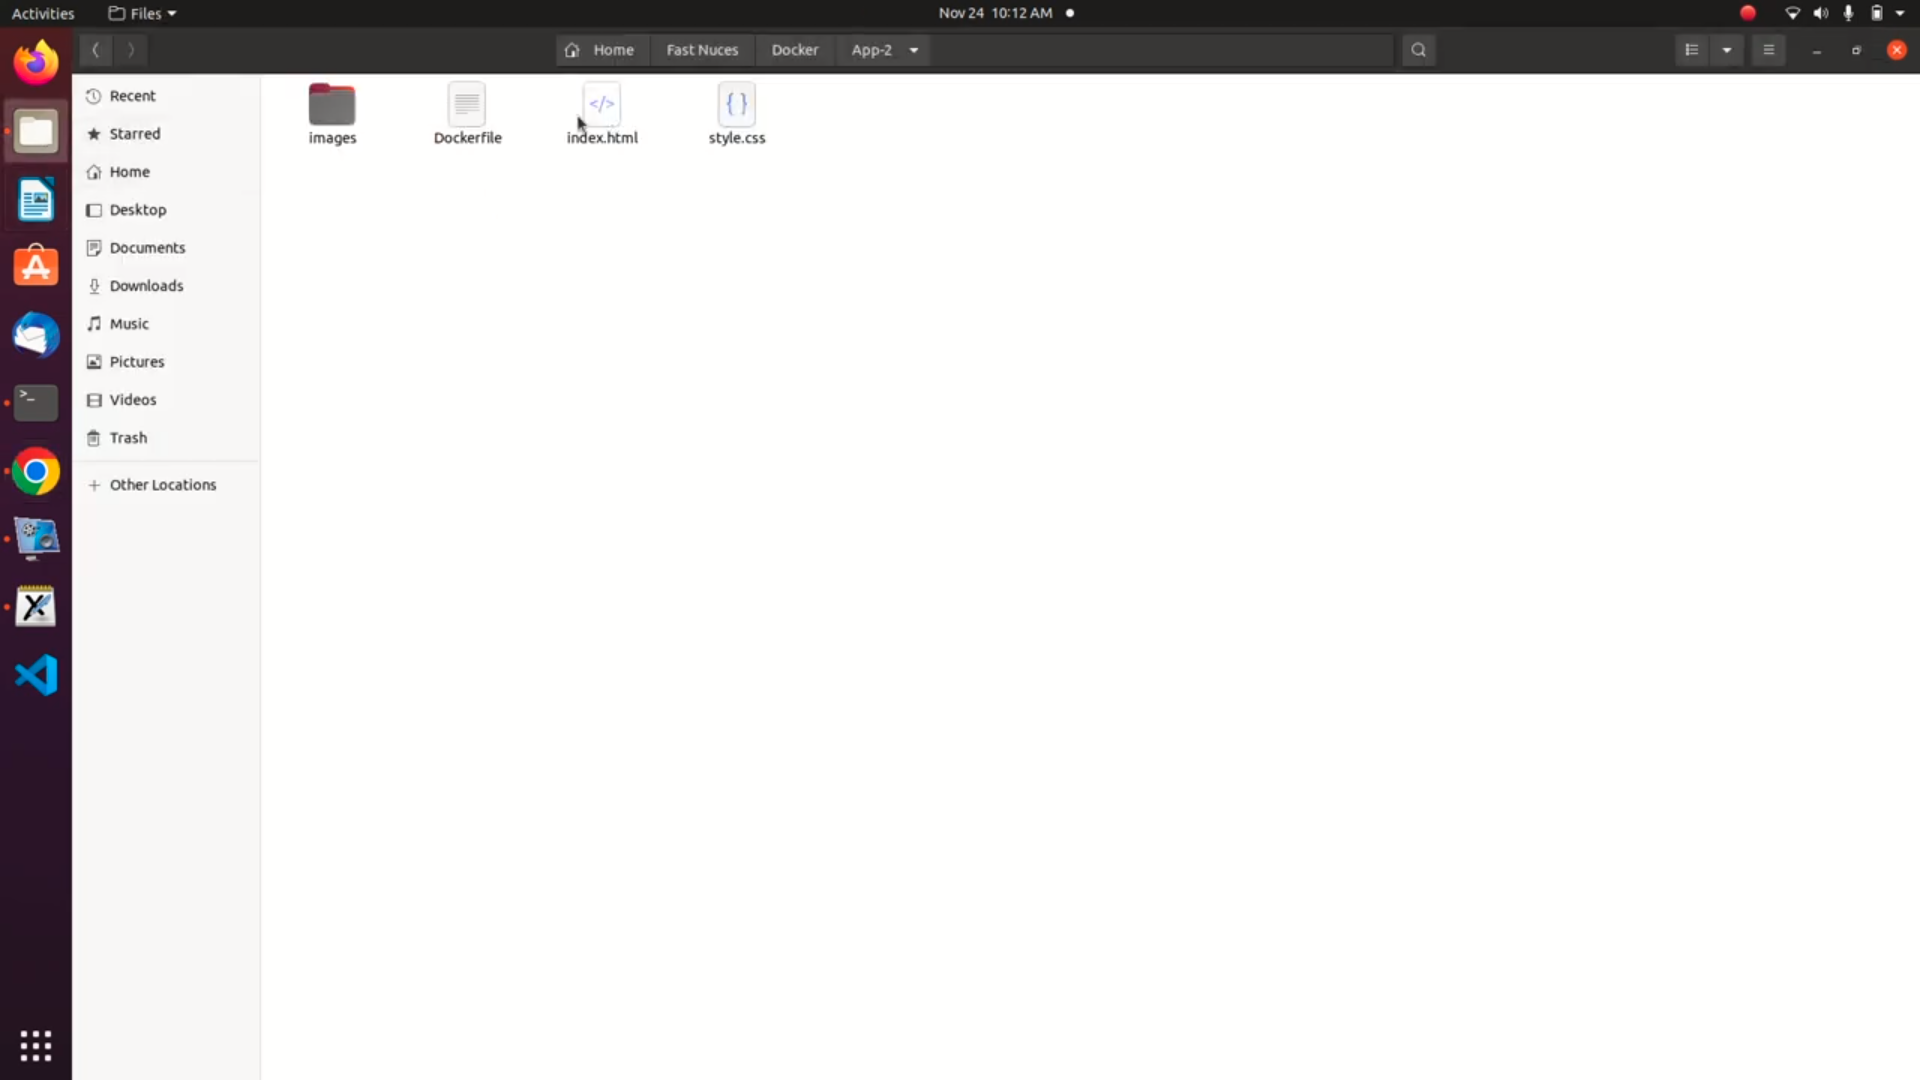 Activities Files Nov 24 10:12 AM
Home Fast Nuces Docker App-2
Recent
Starred
Home
Desktop
Documents
Downloads
Music
Pictures
Videos
Trash
Other Locations
images Dockerfile index.html style.css